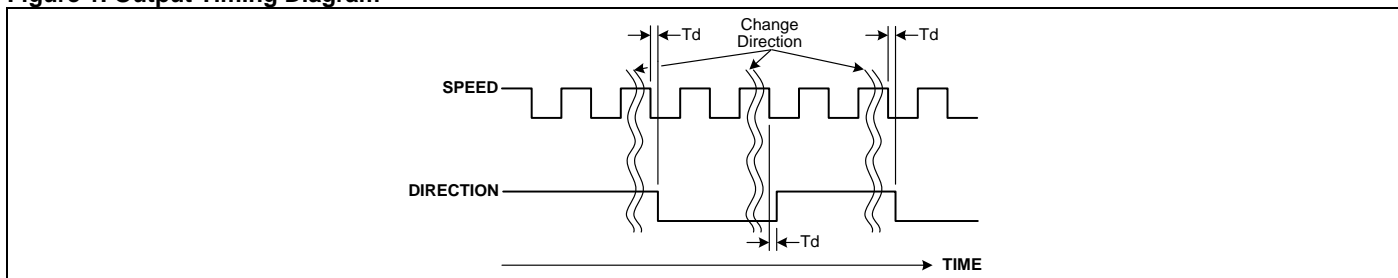 Figure 1. Output Timing Diagram
Td
Change
Direction
Td
SPEED
DIRECTION
Td
TIME